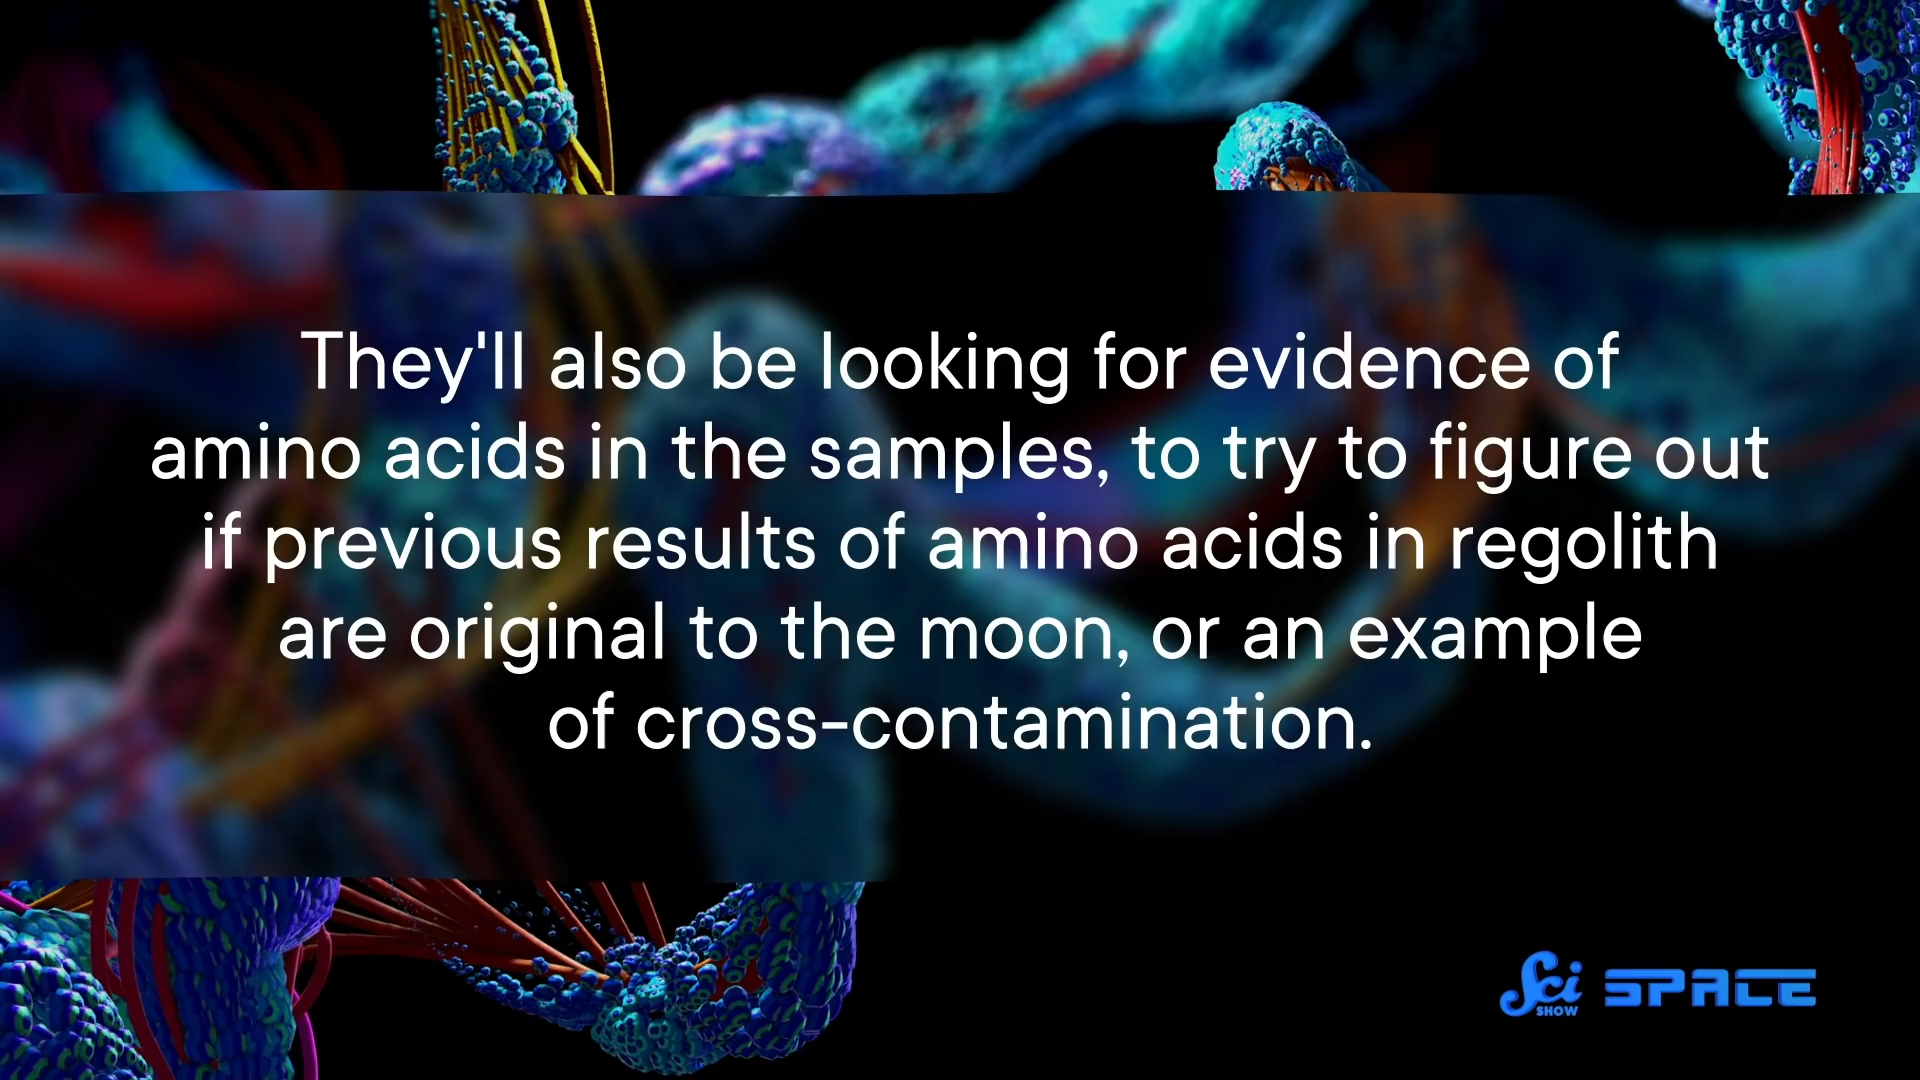 They'll also be looking for evidence of
amino acids in the samples, to try to figure out
if previous results of amino acids in regolith
are original to the moon, or an example
of cross-contamination.
Sci SHOW SPACE